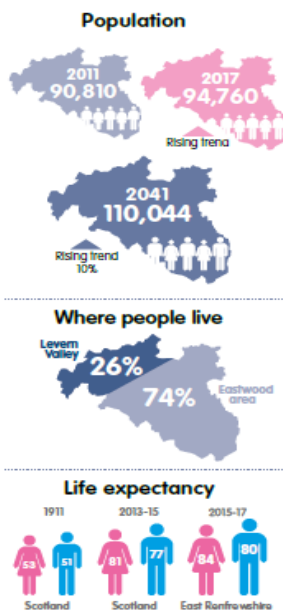 Population
2011
90,810
2017
94,760
Rising trend
2041
110,044
Rising trend
10%
Where people live
Levern
Valley
26%
74%
Eastwood
area
Life expectancy
1911
2013-15
2015-17
53
51
81
77
84
80
Scotland
Scotland
East Renfrewshire